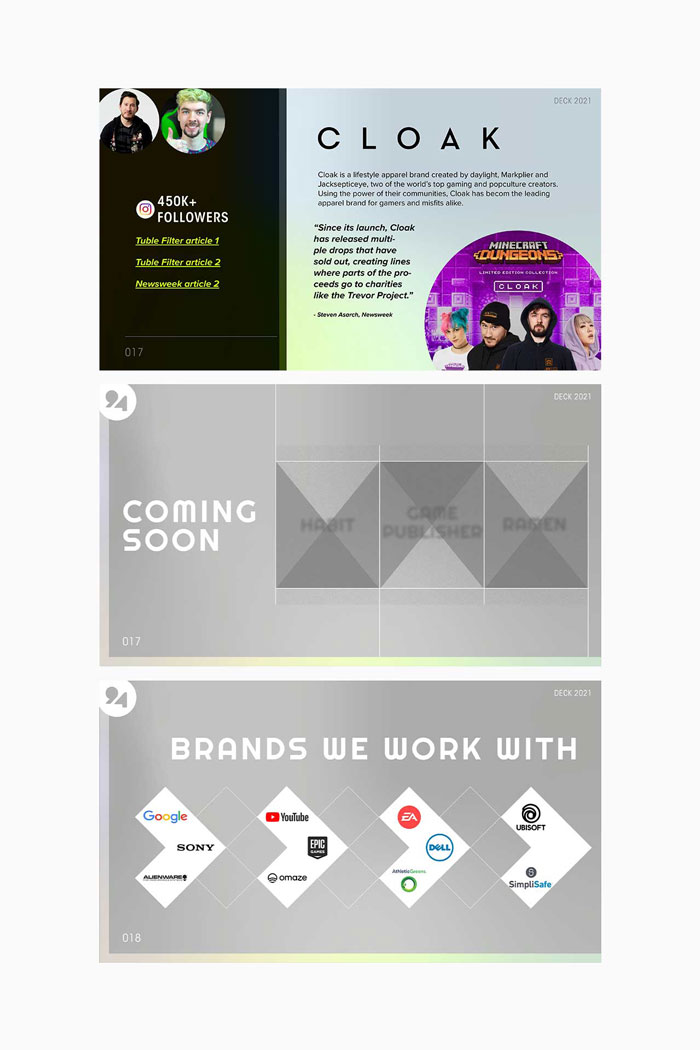 DECK 2021
CLOAK
Cloak is a lifestyle apparel brand created by daylight, Markplier and
Jacksepticeye, two of the world's top gaming and popculture creators.
Using the power of their communities, Cloak has becom the leading
apparel brand for gamers and misfits alike.
450K+
FOLLOWERS
Tuble Filter article 1
Tuble Filter article 2
Newsweek article 2
017
“Since its launch, Cloak
has released multi-
ple drops that have
sold out, creating lines
where parts of the pro-
ceeds go to charities
like the Trevor Project.”
- Steven Asarch, Newsweek
MINECRAFT
DUNGEONS
LIMITED EDITION COLLECTION
CLOAK
DECK 2021
COMING
SOON
HABIT
GAME
PUBLISHER
017
DECK 2021
BRANDS WE WORK WITH
Google
SONY
ALIENWARE
YouTube
EPIC
GAMES
omaze
EA
DELL
AthleticGreens
UBISOFT
SimpliSafe
018